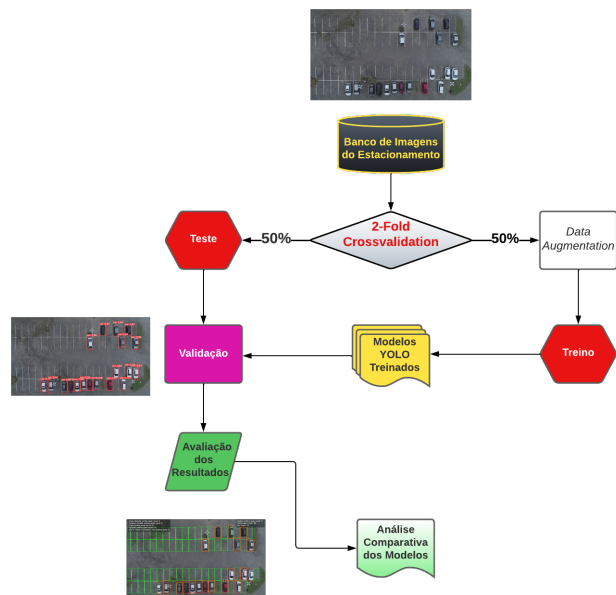 Banco de Imagens
do Estacionamento
2-Fold
Crossvalidation
Teste
50%
50%
Data
Augmentation
Validação
Modelos
YOLO
Treinados
Treino
Avaliação
dos
Resultados
Análise
Comparativa
dos Modelos